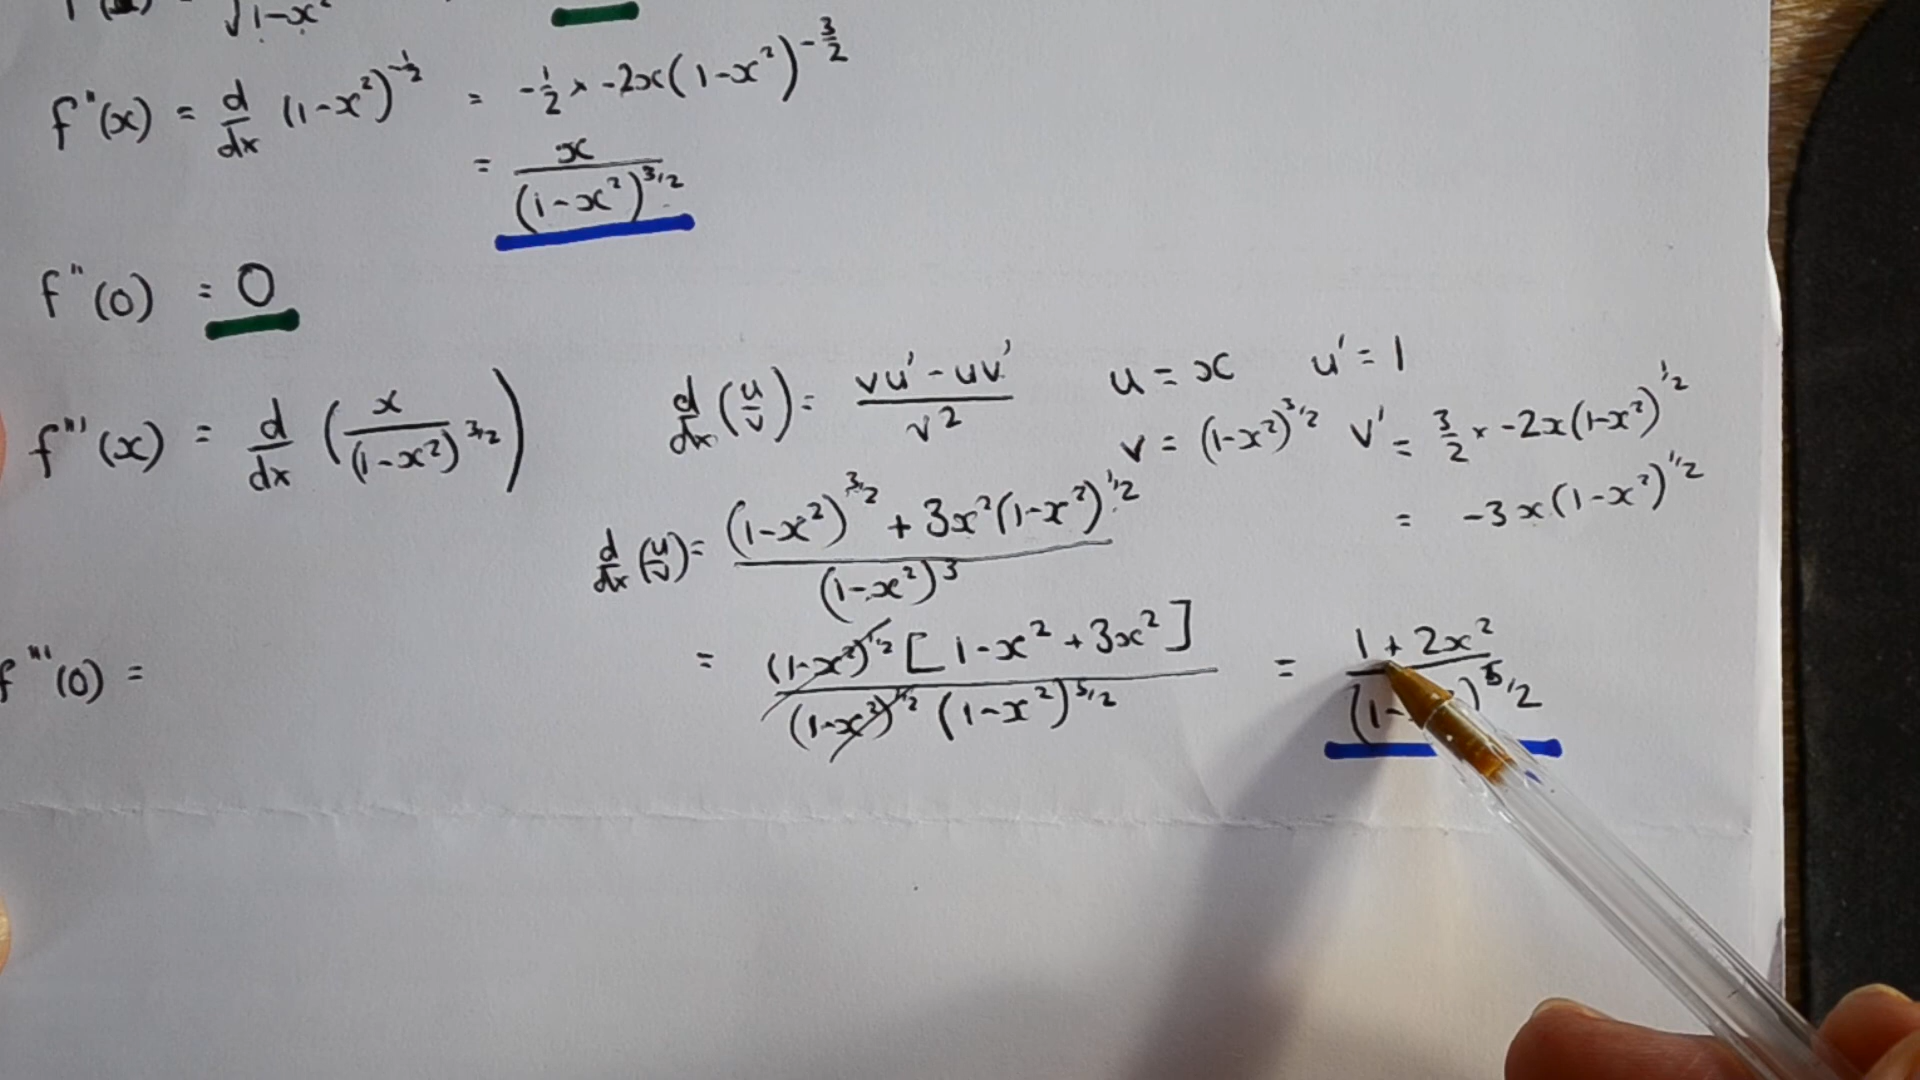 √1-x²
f''(x) = d/dx (1-x²)^-1/2 = -1/2 × -2x(1-x²)^-3/2
= x/(1-x²)^3/2
f''(0) = 0
f'''(x) = d/dx (x/(1-x²)^3/2) d/dx (u/v) = vu' - uv'/v² u = x u' = 1
v = (1-x²)^3/2 v' = 3/2 × -2x(1-x²)^1/2
= -3x(1-x²)^1/2
d/dx (u/v) = (1-x²)^3/2 + 3x²(1-x²)^1/2/(1-x²)^3
f'''(0) = = (1-x²)^1/2 [1-x² + 3x²]/(1-x²)^1/2 (1-x²)^5/2 = 1 + 2x²/(1- )^5/2